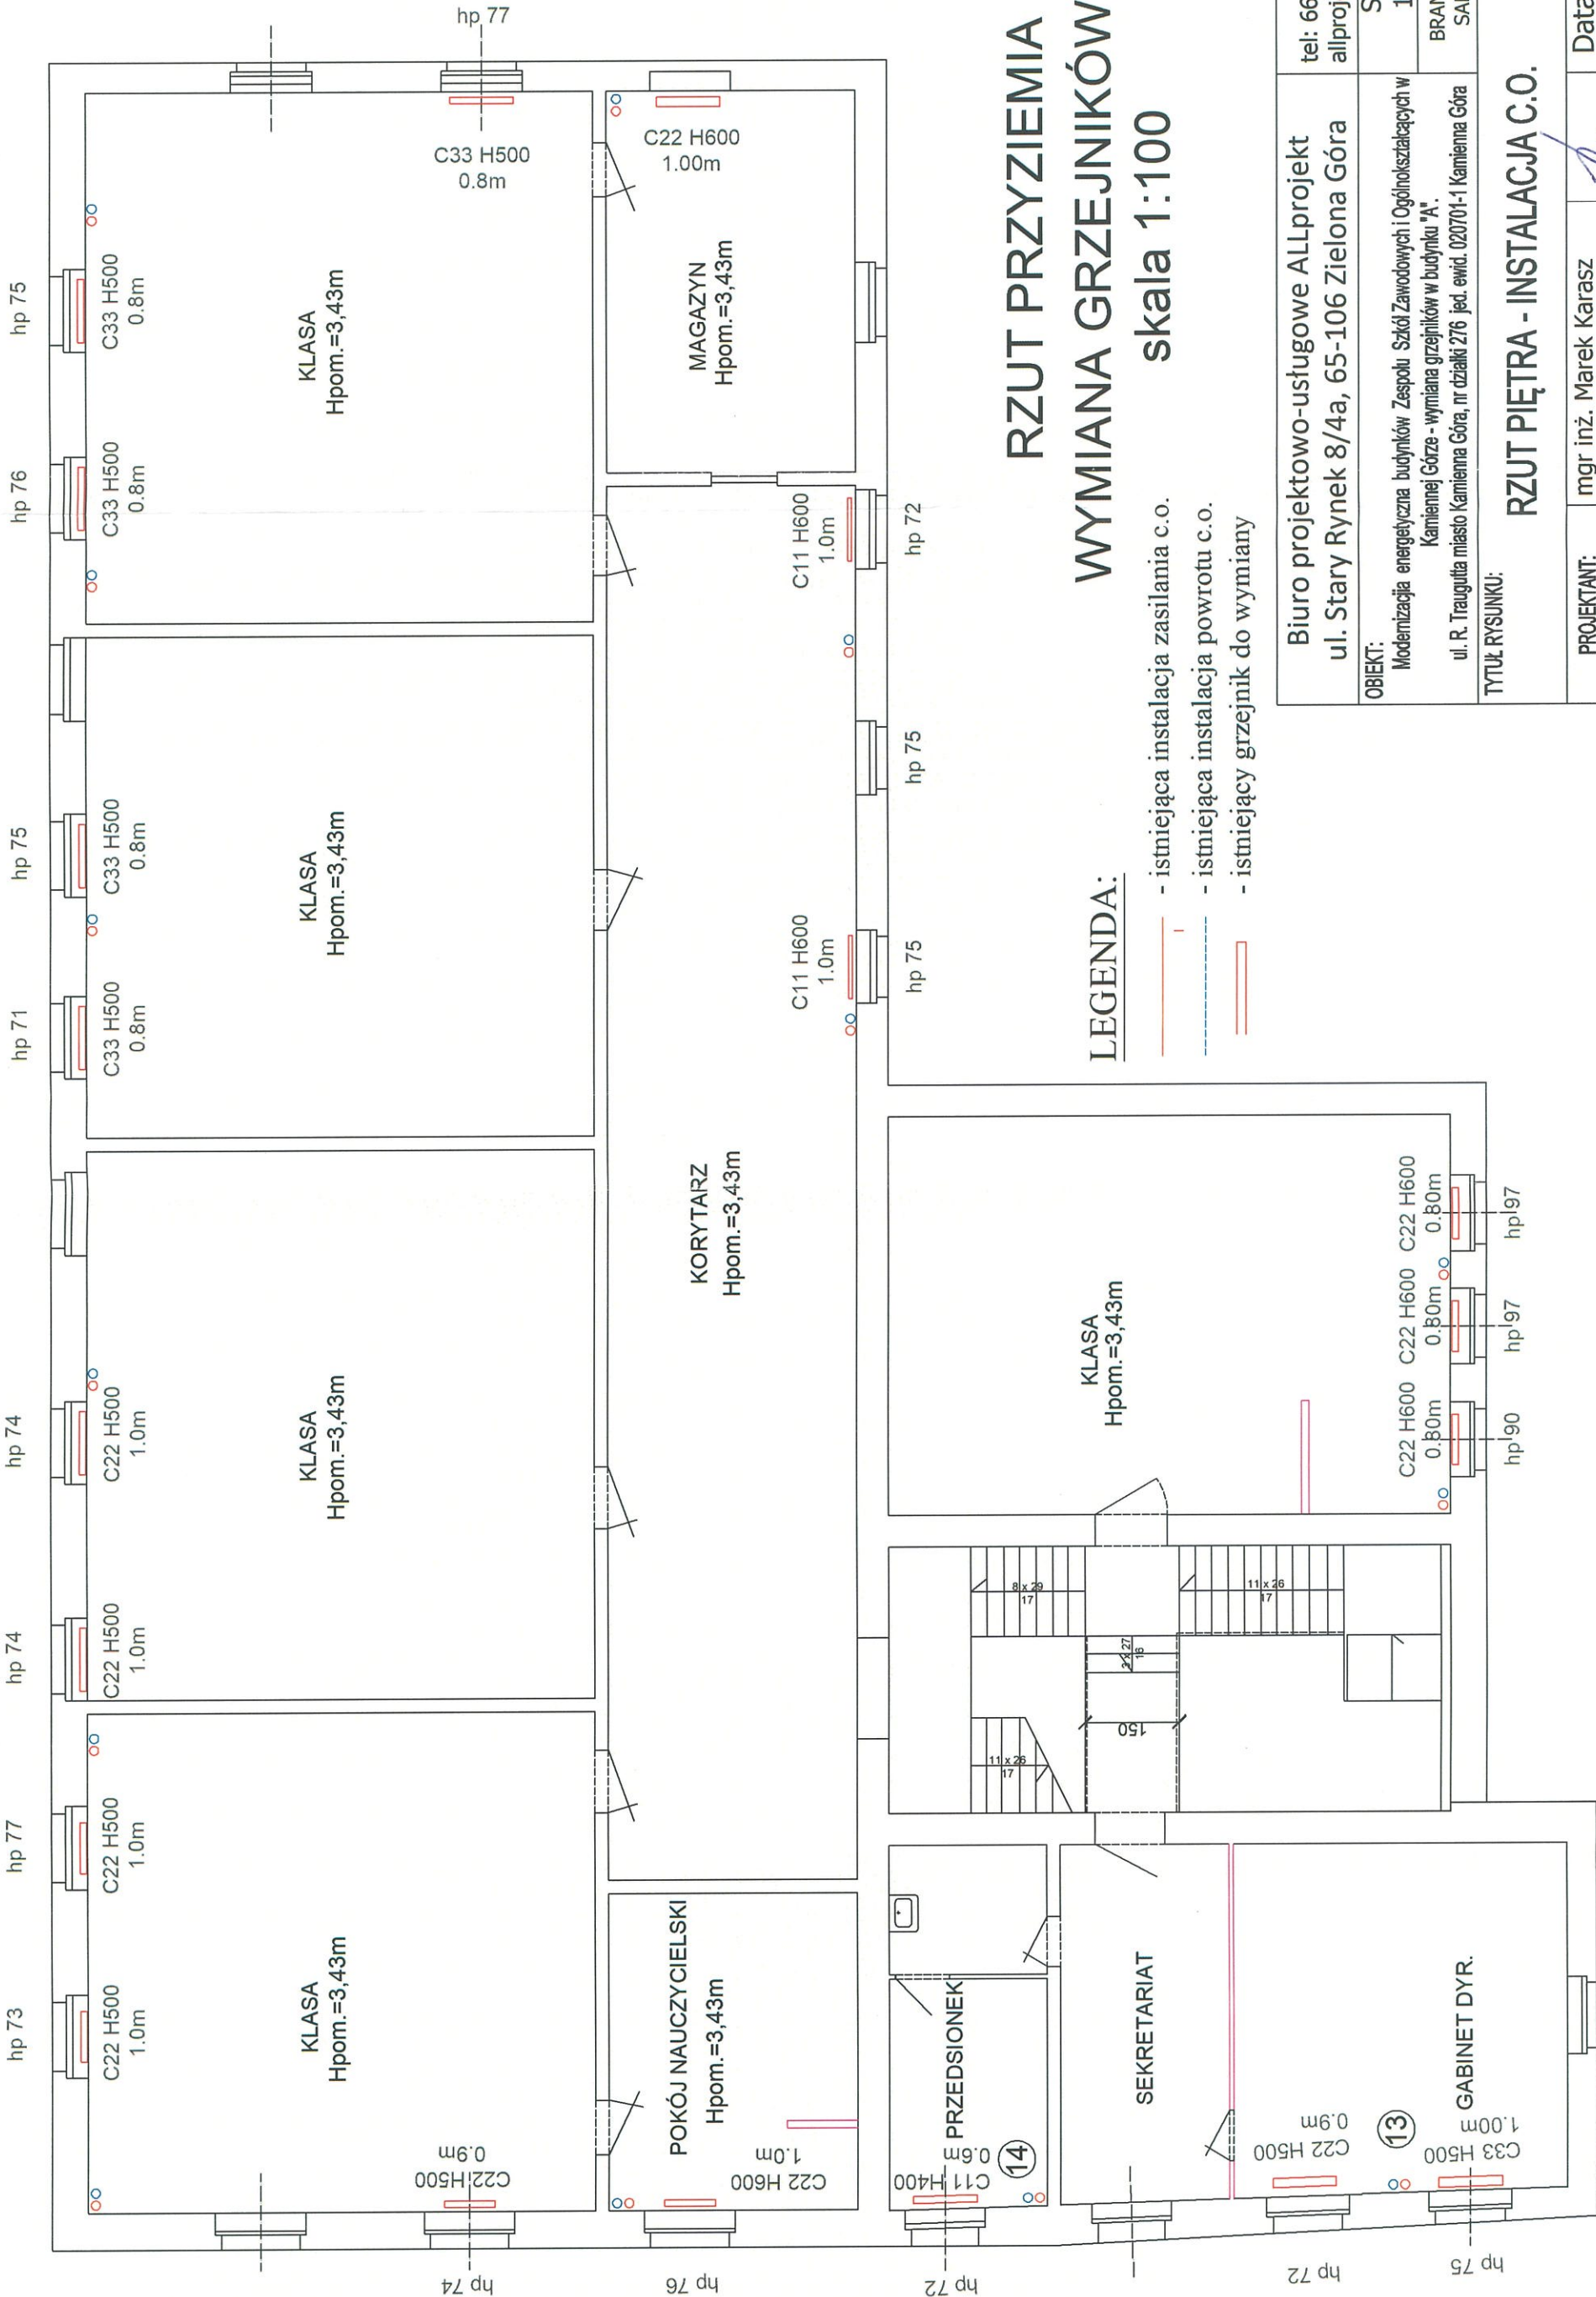 hp 73
hp 77
hp 74
hp 74
hp 71
hp 75
hp 76
hp 75
C22 H500
1.0m
C22 H500
1.0m
C22 H500
1.0m
C22 H500
1.0m
C33 H500
0.8m
C33 H500
0.8m
C33 H500
0.8m
C33 H500
0.8m
KLASA
Hpom.=3,43m
KLASA
Hpom.=3,43m
KLASA
Hpom.=3,43m
KLASA
Hpom.=3,43m
hp 77
C33 H500
0.8m
hp 74
C22 H500
0.9m
POKÓJ NAUCZYCIELSKI
Hpom.=3,43m
hp 76
C22 H600
1.0m
KORYTARZ
Hpom.=3,43m
MAGAZYN
Hpom.=3,43m
C22 H600
1.00m
C11 H600
1.0m
C11 H600
1.0m
hp 75
hp 75
hp 72
PRZEDSIONEK
hp 72
C11 H400
0.6m
14
SEKRETARIAT
GABINET DYR.
hp 72
C22 H500
0.9m
13
hp 75
C33 H500
1.00m
11 x 26
17
8 x 29
17
3 x 27
16
11 x 26
17
150
KLASA
Hpom.=3,43m
C22 H600
0.80m
C22 H600
0.80m
C22 H600
0.80m
hp 90
hp 97
hp 97
RZUT PRZYZIEMIA
WYMIANA GRZEJNIKÓW
skala 1:100
LEGENDA:
- istniejąca instalacja zasilania c.o.
- istniejąca instalacja powrotu c.o.
- istniejący grzejnik do wymiany
Biuro projektowo-usługowe ALLprojekt
ul. Stary Rynek 8/4a, 65-106 Zielona Góra
tel: 66
allproj
OBIEKT:
Modernizacja energetyczna budynków Zespołu Szkół Zawodowych i Ogólnokształcących w
Kamiennej Górze - wymiana grzejników w budynku "A".
ul. R. Traugutta miasto Kamienna Góra, nr działki 276 jed. ewid. 020701-1 Kamienna Góra
S
1
BRAN
SAN
TYTUŁ RYSUNKU:
RZUT PIĘTRA - INSTALACJA C.O.
PROJEKTANT:
mgr inż. Marek Karasz
Data